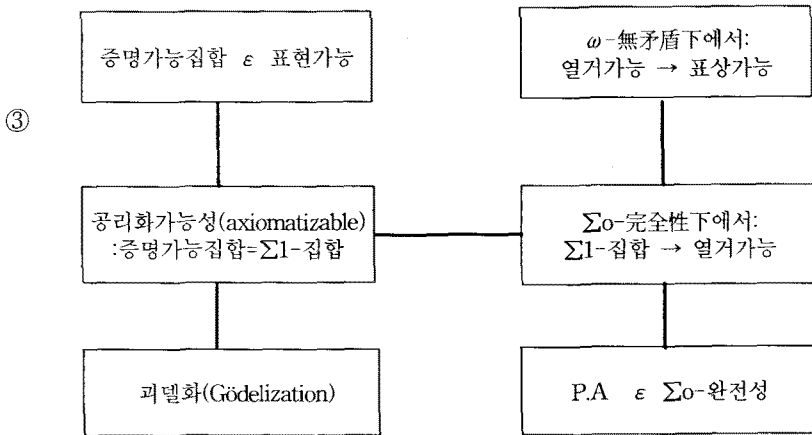 증명가능집합 ε 표현가능
ω-無矛盾下에서:
열거가능 → 표상가능
③
공리화가능성(axiomatizable)
:증명가능집합=∑1-집합
∑o-完全性下에서:
∑1-집합 → 열거가능
괴델화(Gödelization)
P.A ε ∑o-완전성